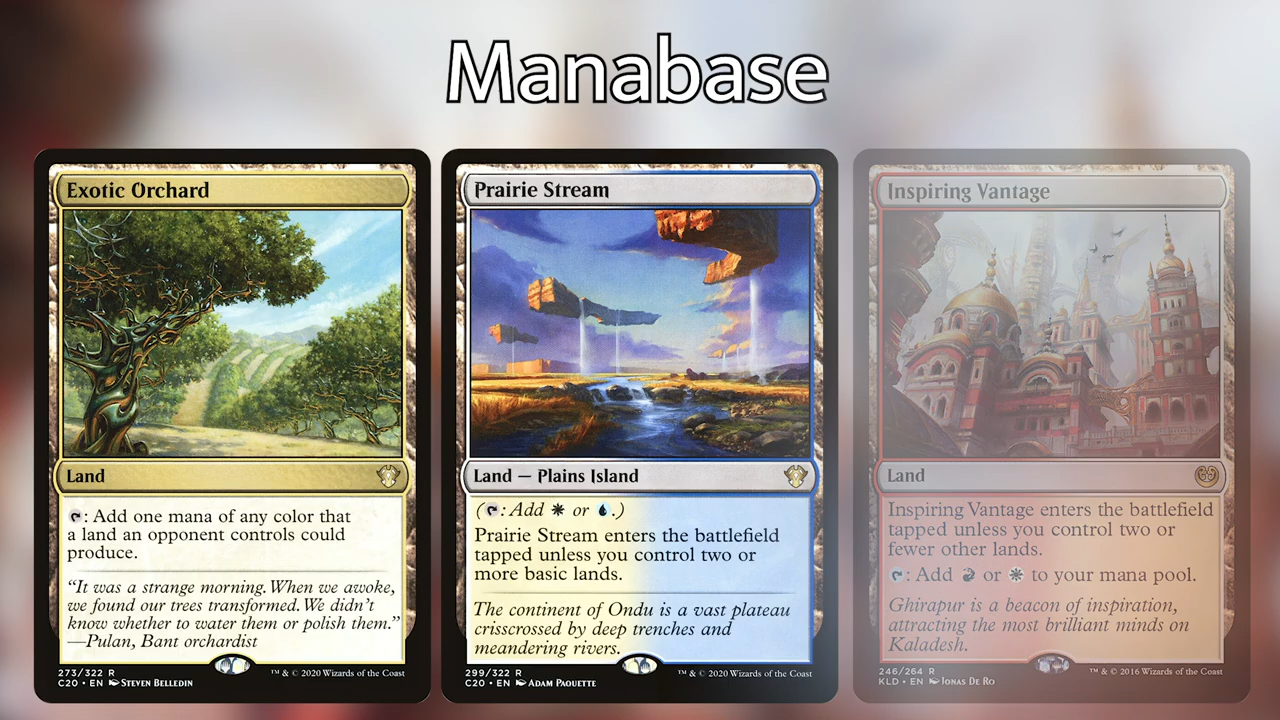 Manabase
Exotic Orchard
Land
: Add one mana of any color that
a land an opponent controls could
produce.
“It was a strange morning. When we awoke,
we found our trees transformed. We didn’t
know whether to water them or polish them.”
—Pulan, Bant orchardist
273/322 R
C20 • EN Steven Belledin
™ & © 2020 Wizards of the Coast
Prairie Stream
Land — Plains Island
(: Add or .)
Prairie Stream enters the battlefield
tapped unless you control two or
more basic lands.
The continent of Ondu is a vast plateau
crisscrossed by deep trenches and
meandering rivers.
299/322 R
C20 • EN Adam Paquette
™ & © 2020 Wizards of the Coast
Inspiring Vantage
Land
Inspiring Vantage enters the battlefield
tapped unless you control two or
fewer other lands.
: Add or to your mana pool.
Ghirapur is a beacon of inspiration,
attracting the most brilliant minds on
Kaladesh.
246/264 R
KLD • EN Jonas De Ro
™ & © 2016 Wizards of the Coast